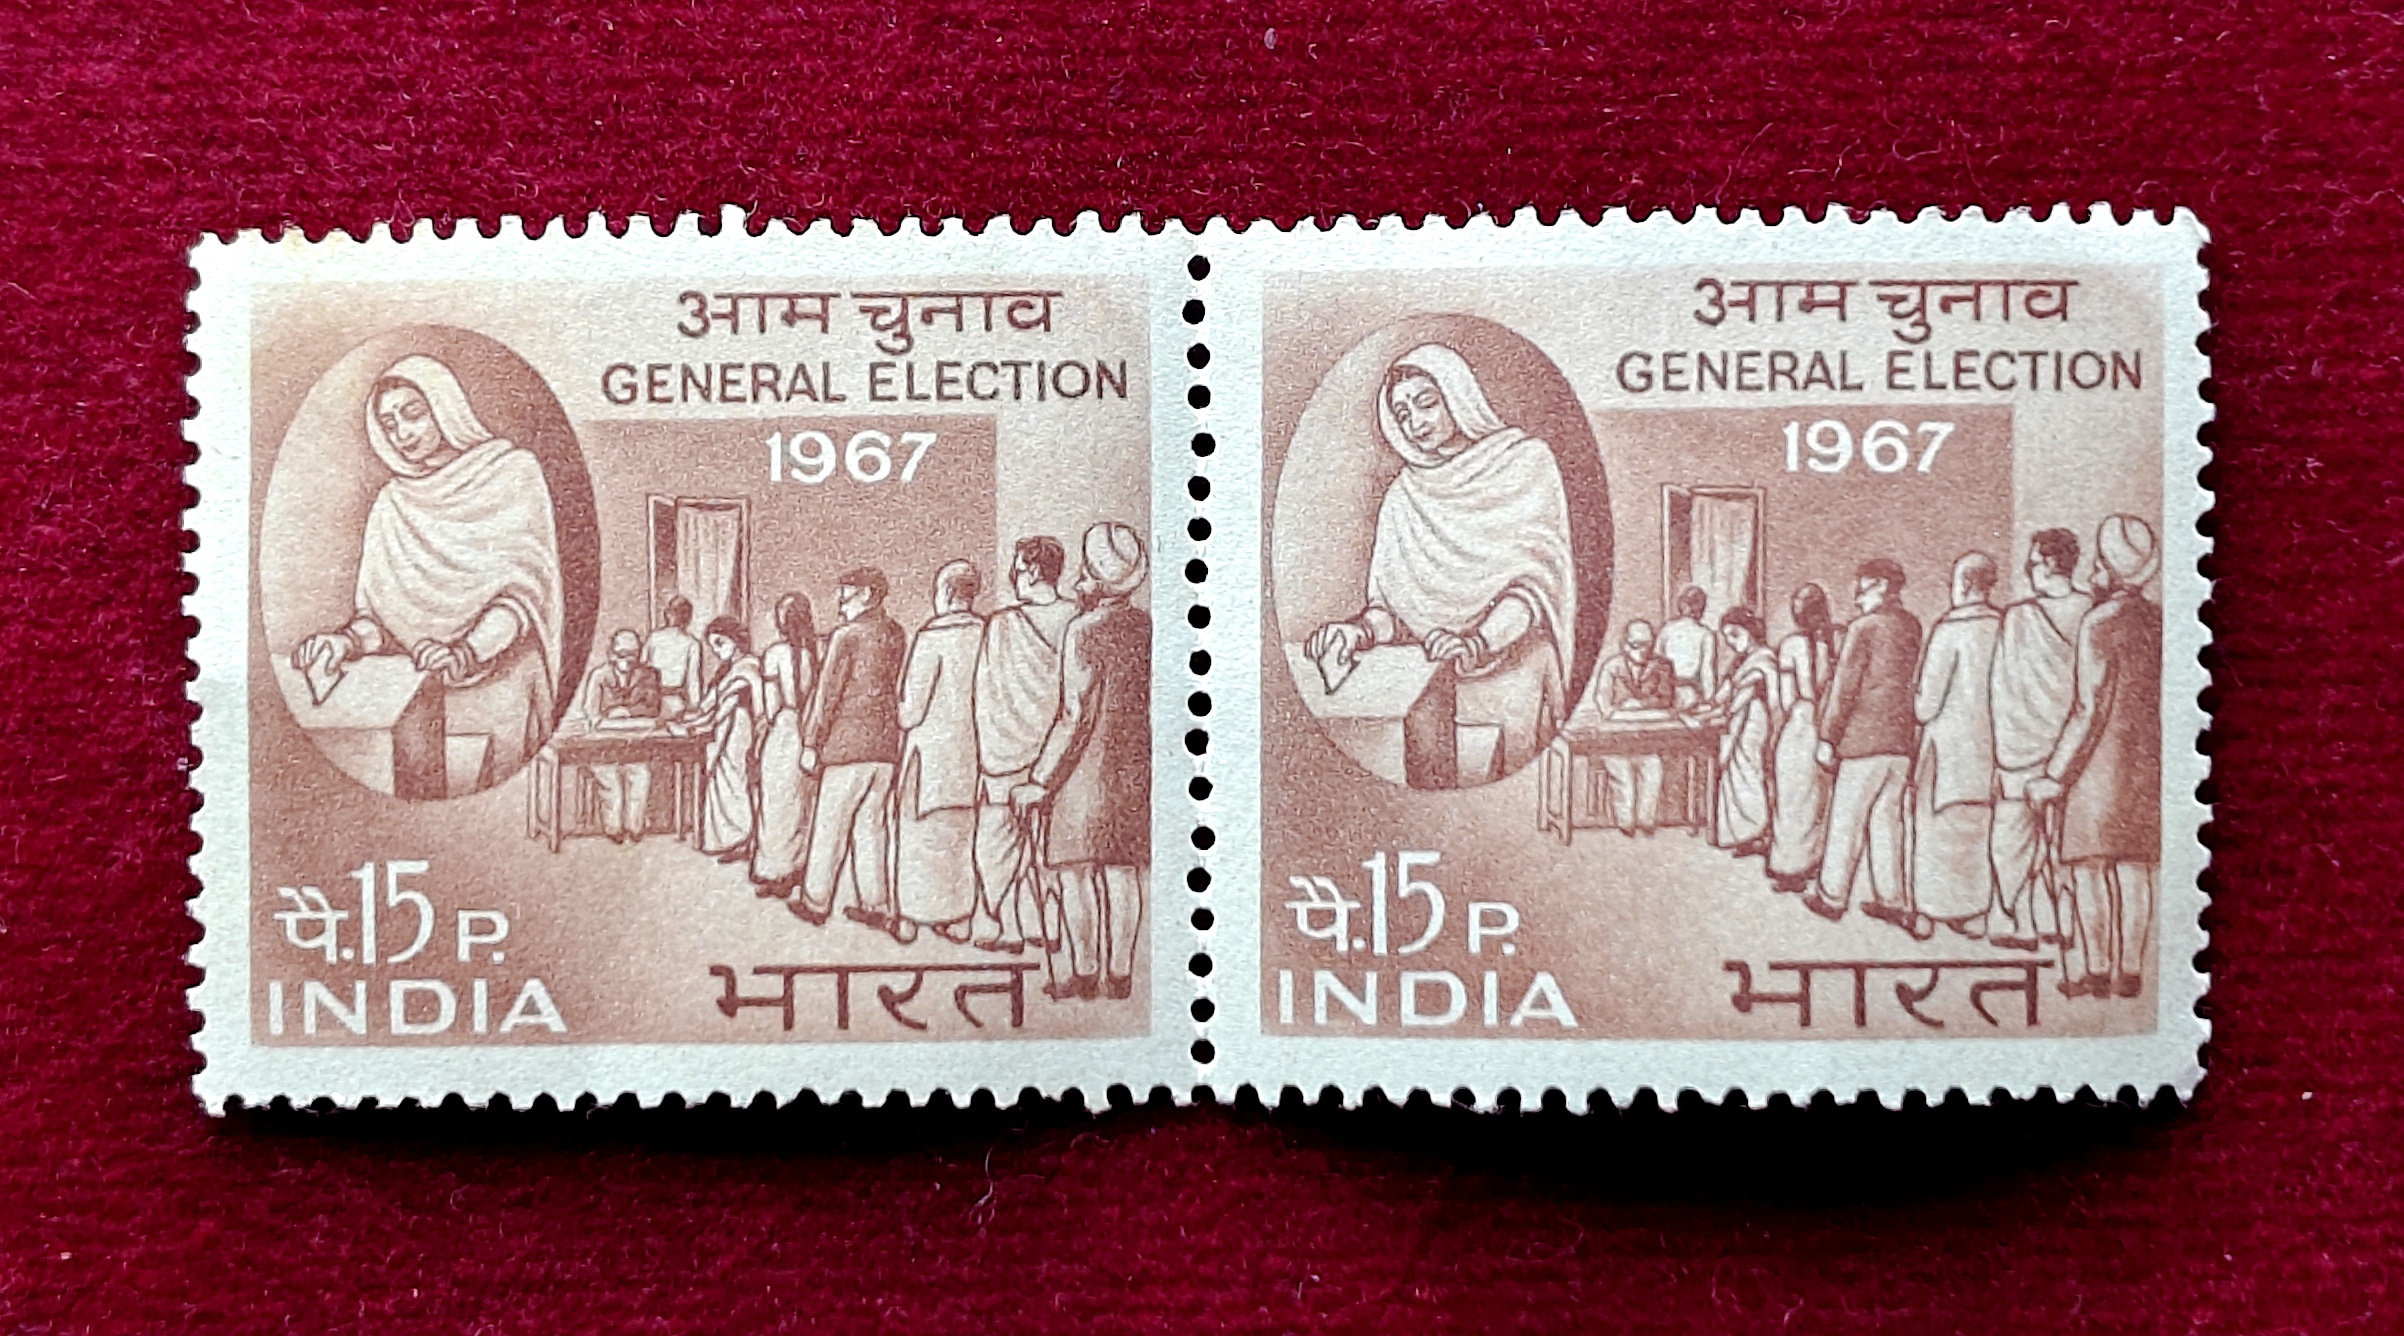 आम चुनाव
GENERAL ELECTION
1967
पै.15 P.
INDIA
भारत
आम चुनाव
GENERAL ELECTION
1967
पै.15 P.
INDIA
भारत